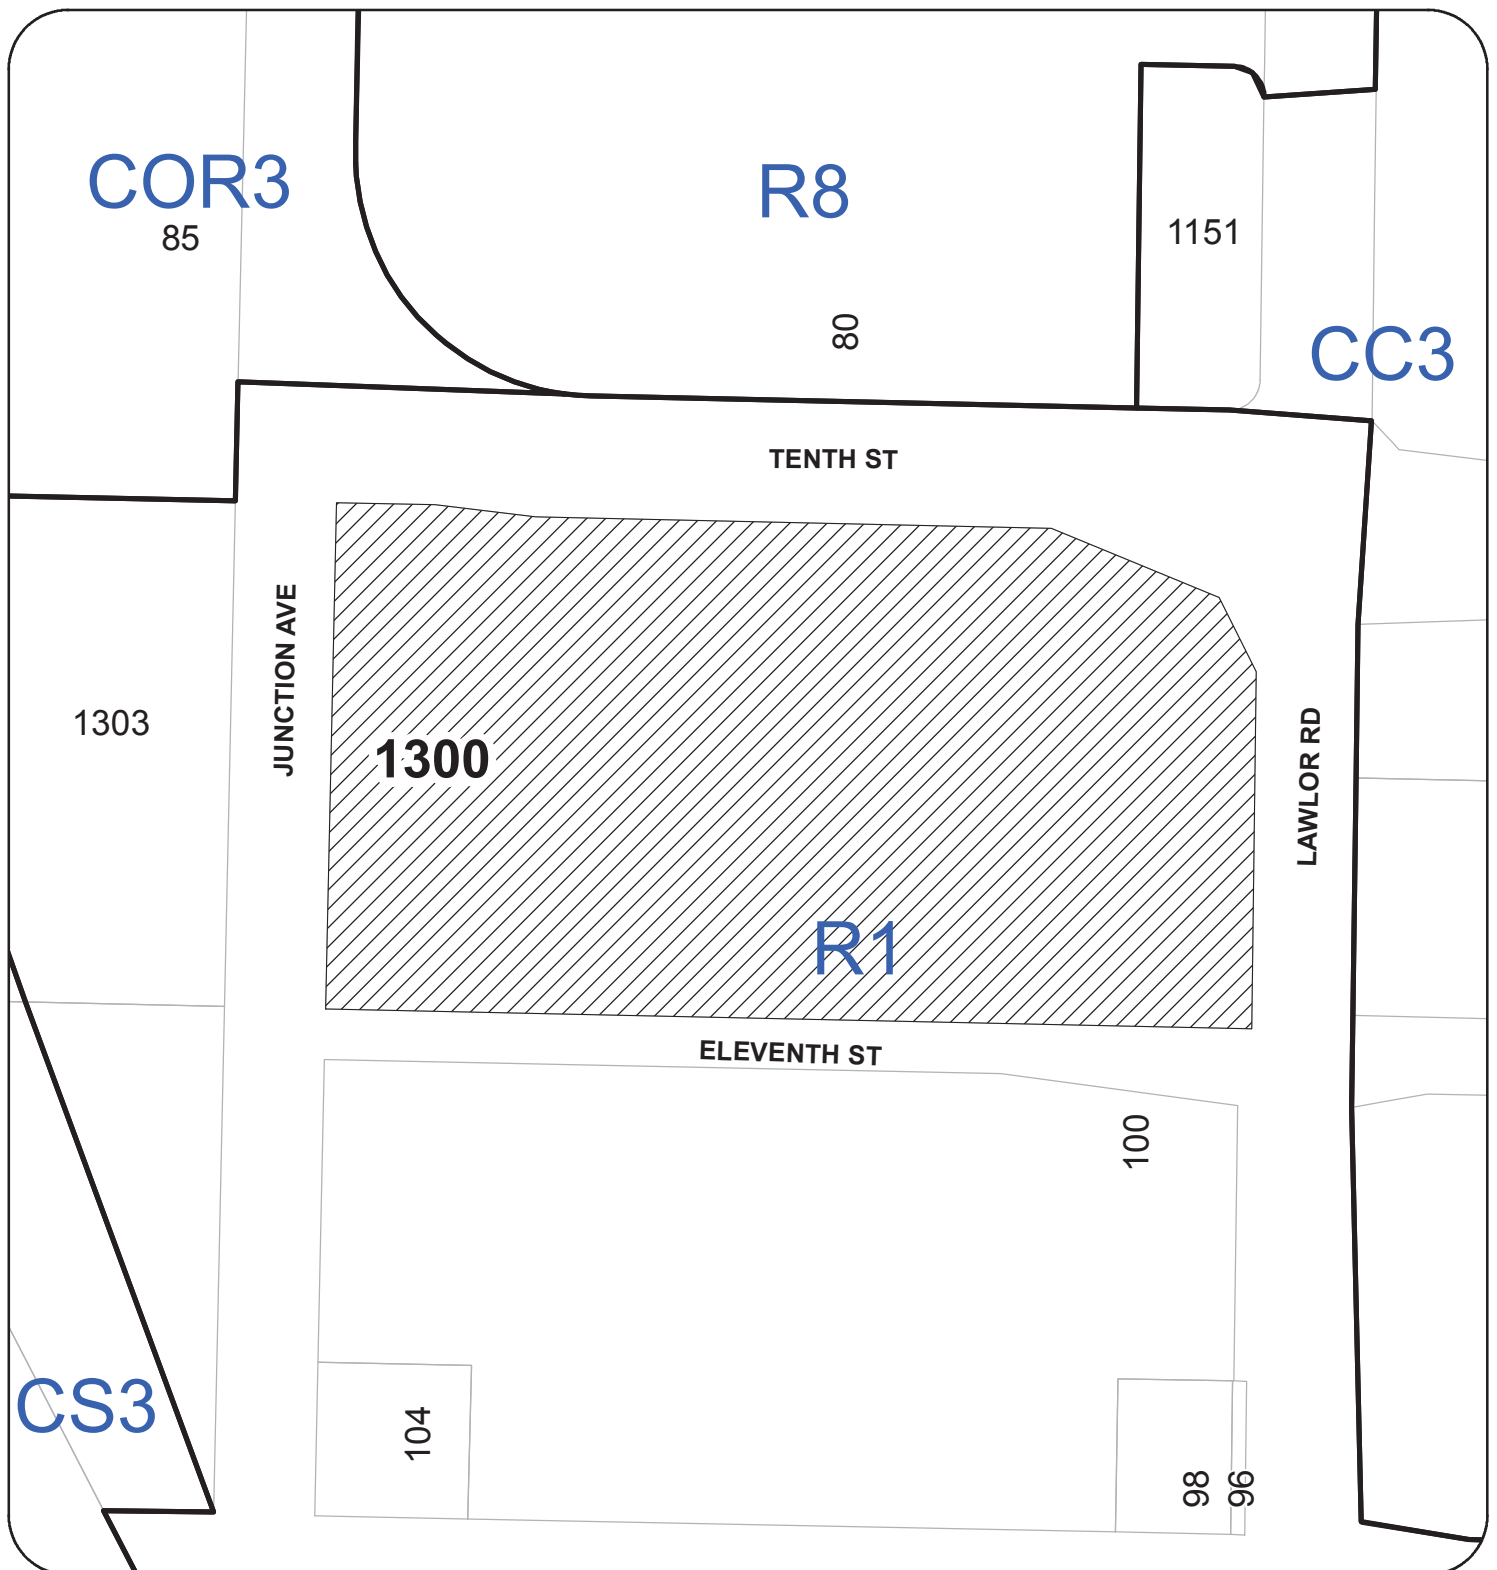 COR3
85
R8
1151
80
CC3
TENTH ST
JUNCTION AVE
1303
1300
LAWLOR RD
R1
ELEVENTH ST
100
CS3
104
98
96